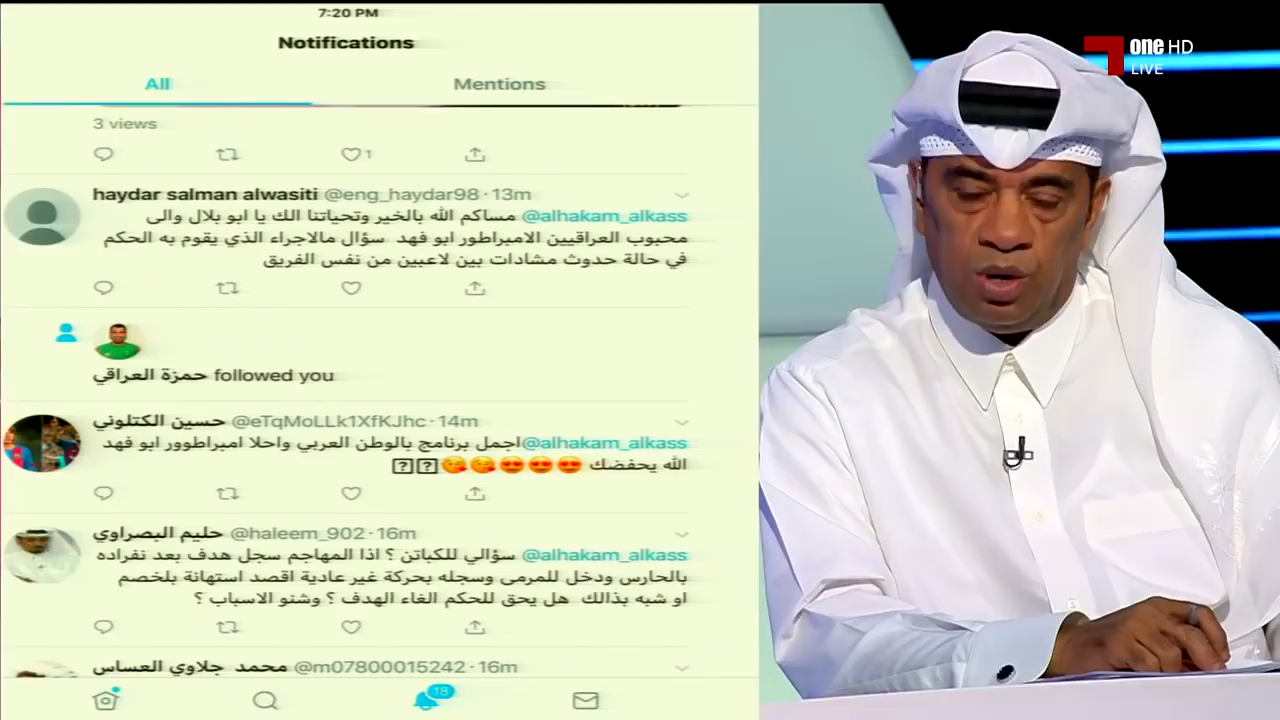 7:20 PM
Notifications
All
Mentions
3 views
1
haydar salman alwasiti @eng_haydar98 · 13m
@alhakam_alkass مساكم الله بالخير وتحياتنا الك يا ابو بلال والى
محبوب العراقيين الامبراطور ابو فهد سؤال مالاجراء الذي يقوم به الحكم
في حالة حدوث مشادات بين لاعبين من نفس الفريق
حمزة العراقي followed you
حسين الكتلوني @eTqMoLLk1XfKJhc · 14m
@alhakam_alkass اجمل برنامج بالوطن العربي واحلا امبراطوور ابو فهد
الله يحفضك 😍😍😍😘😘
حليم البصراوي @haleem_902 · 16m
@alhakam_alkass سؤالي للكباتن ؟ اذا المهاجم سجل هدف بعد نفراده
بالحارس ودخل للمرمى وسجله بحركة غير عادية اقصد استهانة بلخصم
او شبه بذالك هل يحق للحكم الغاء الهدف ؟ وشنو الاسباب ؟
محمد جلاوي العساس @m07800015242 · 16m
18
one HD
LIVE